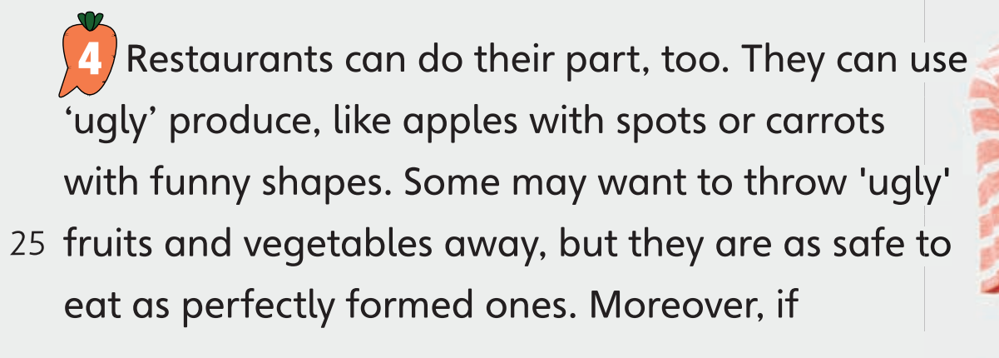 4 Restaurants can do their part, too. They can use
‘ugly’ produce, like apples with spots or carrots
with funny shapes. Some may want to throw 'ugly'
25 fruits and vegetables away, but they are as safe to
eat as perfectly formed ones. Moreover, if